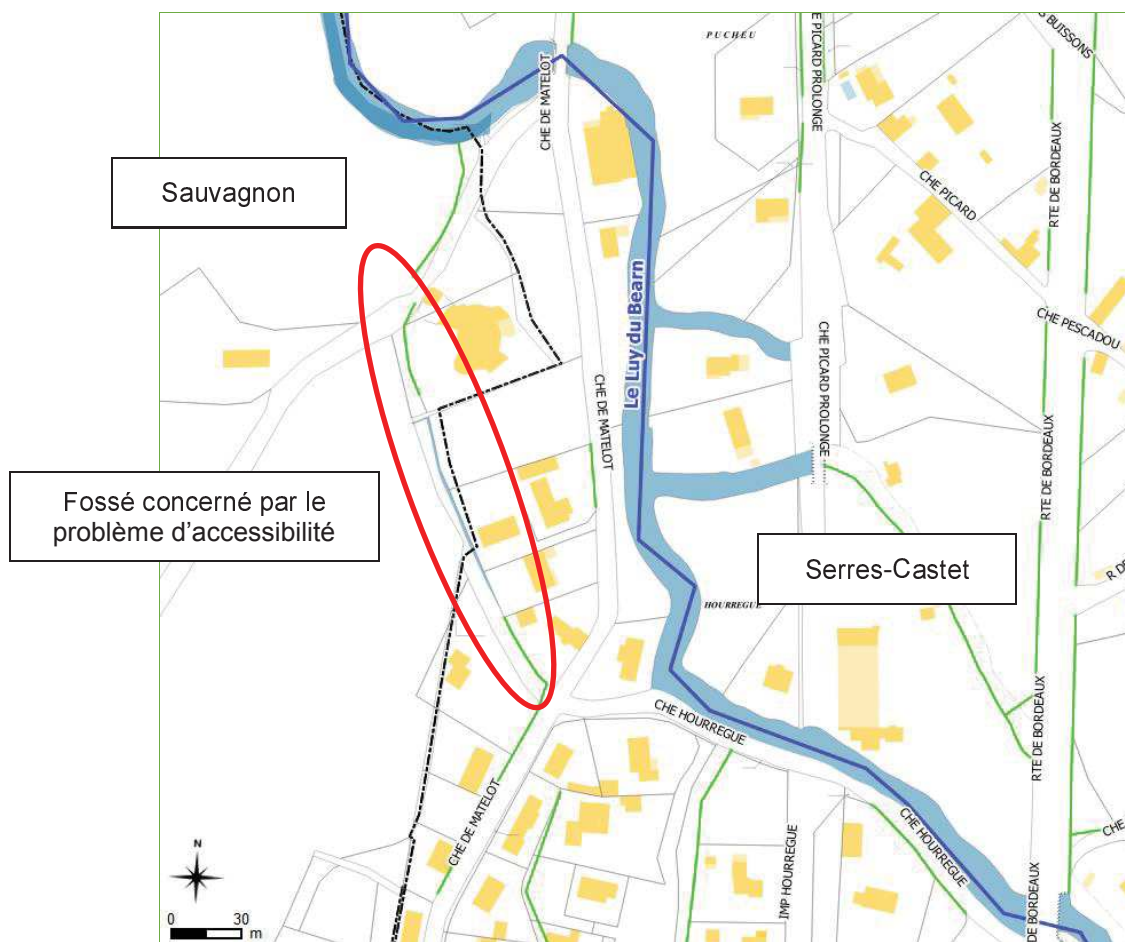 PUCHEU
E PICARD PROLONGE
S BUISSONS
CHE DE MATELOT
RTE DE BORDEAUX
Sauvagnon
CHE PICARD
Le Luy du Bearn
CHE PESCADOU
CHE PICARD PROLONGE
CHE DE MATELOT
RTE DE BORDEAUX
Fossé concerné par le
problème d'accessibilité
Serres-Castet
R DE
HOURREGUE
RTE DE BORDEAUX
CHE HOURREGUE
CHE DE MATELOT
CHE HOURREGUE
IMP HOURREGUE
CHE
DE BORDEAUX
N
0 30
m